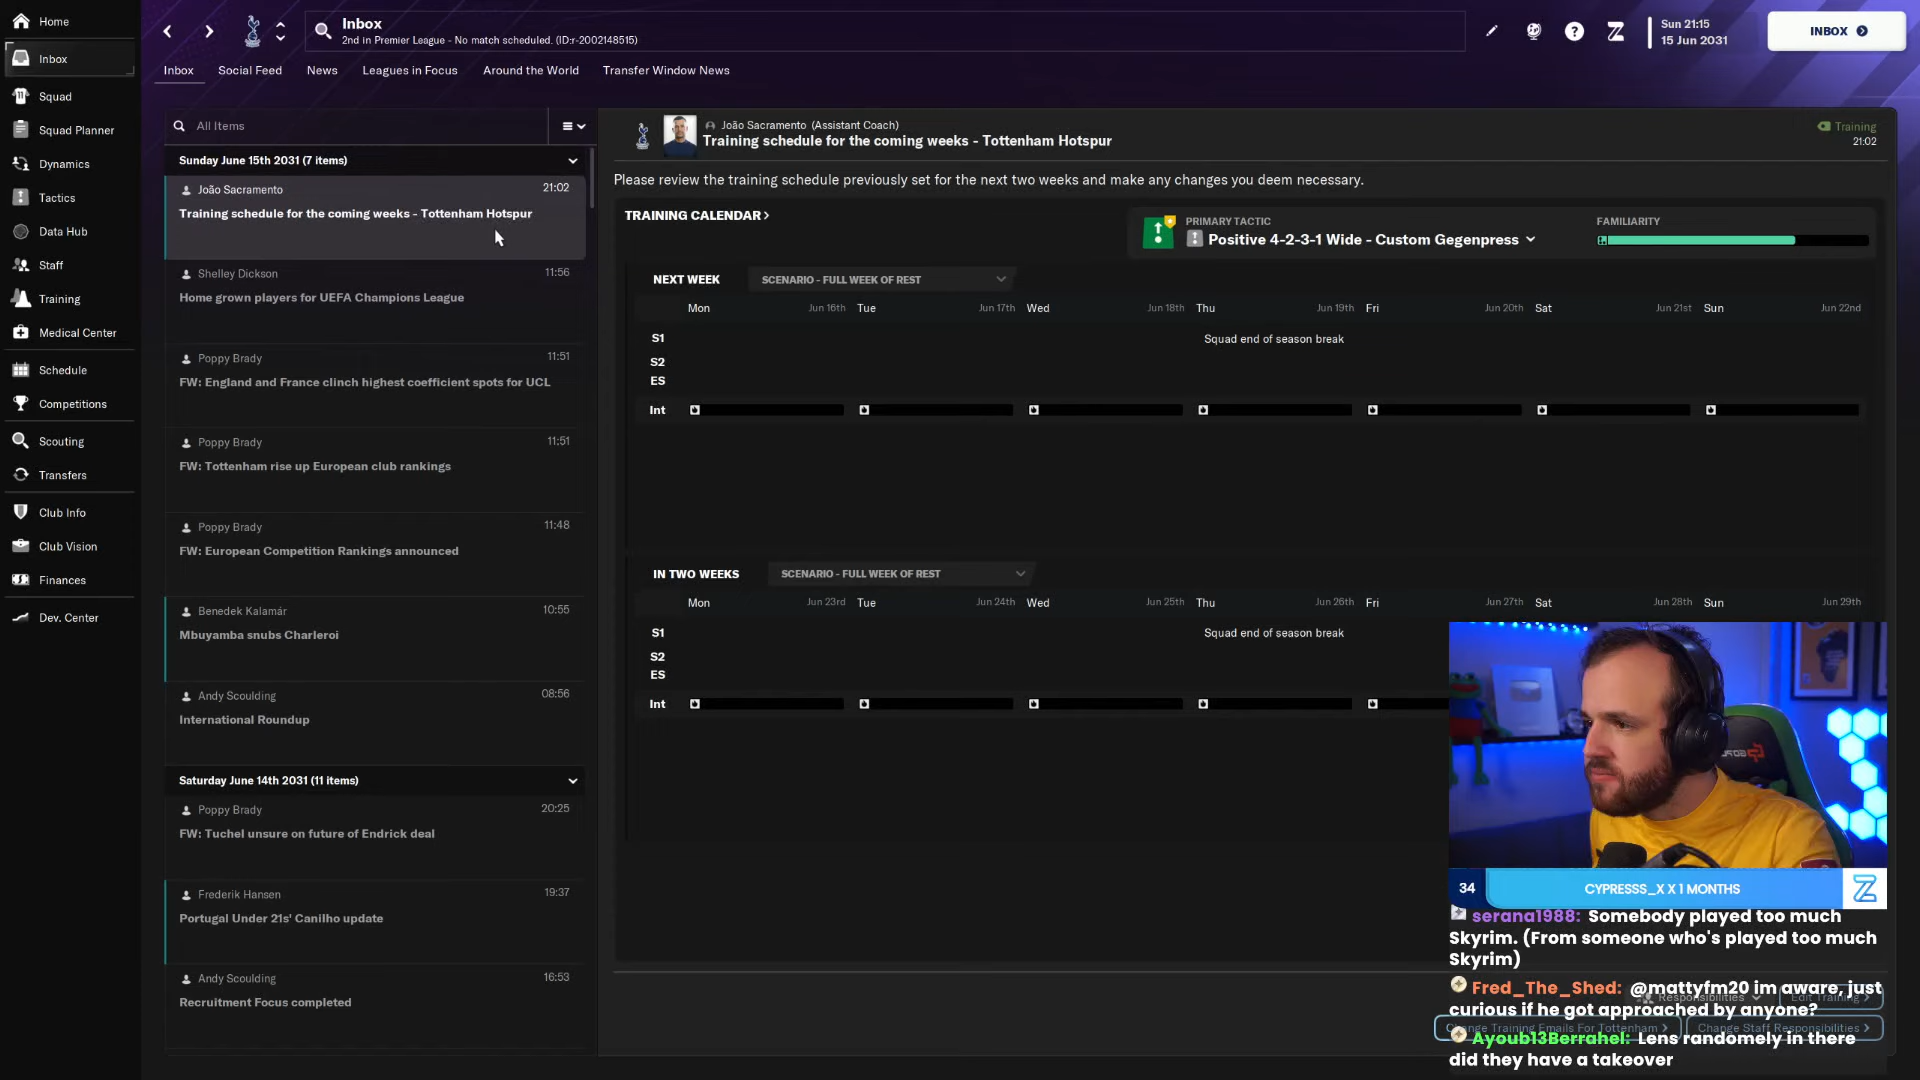 Home
Inbox
Squad
Squad Planner
Dynamics
Tactics
Data Hub
Staff
Training
Medical Center
Schedule
Competitions
Scouting
Transfers
Club Info
Club Vision
Finances
Dev. Center
Inbox
2nd in Premier League - No match scheduled. (ID:r-2002148515)
Sun 21:15
15 Jun 2031
INBOX
Inbox Social Feed News Leagues in Focus Around the World Transfer Window News
All Items
Sunday June 15th 2031 (7 items)
João Sacramento 21:02
Training schedule for the coming weeks - Tottenham Hotspur
Shelley Dickson 11:56
Home grown players for UEFA Champions League
Poppy Brady 11:51
FW: England and France clinch highest coefficient spots for UCL
Poppy Brady 11:51
FW: Tottenham rise up European club rankings
Poppy Brady 11:48
FW: European Competition Rankings announced
Benedek Kalamár 10:55
Mbuyamba snubs Charleroi
Andy Scoulding 08:56
International Roundup
Saturday June 14th 2031 (11 items)
Poppy Brady 20:25
FW: Tuchel unsure on future of Endrick deal
Frederik Hansen 19:37
Portugal Under 21s' Canilho update
Andy Scoulding 16:53
Recruitment Focus completed
João Sacramento (Assistant Coach)
Training schedule for the coming weeks - Tottenham Hotspur
Training
21:02
Please review the training schedule previously set for the next two weeks and make any changes you deem necessary.
TRAINING CALENDAR >
PRIMARY TACTIC
Positive 4-2-3-1 Wide - Custom Gegenpress
FAMILIARITY
NEXT WEEK SCENARIO - FULL WEEK OF REST
Mon Jun 16th Tue Jun 17th Wed Jun 18th Thu Jun 19th Fri Jun 20th Sat Jun 21st Sun Jun 22nd
S1 Squad end of season break
S2
ES
Int
IN TWO WEEKS SCENARIO - FULL WEEK OF REST
Mon Jun 23rd Tue Jun 24th Wed Jun 25th Thu Jun 26th Fri Jun 27th Sat Jun 28th Sun Jun 29th
S1 Squad end of season break
S2
ES
Int
34 CYPRESSS_X X 1 MONTHS
serana1988: Somebody played too much
Skyrim. (From someone who's played too much
Skyrim)
Fred_The_Shed: @mattyfm20 im aware, just
curious if he got approached by anyone?
Ayoub13Berrahel: Lens randomely in there
did they have a takeover
Responsibilities Edit Training >
Change Training Emails For Tottenham > Change Staff Responsibilities >